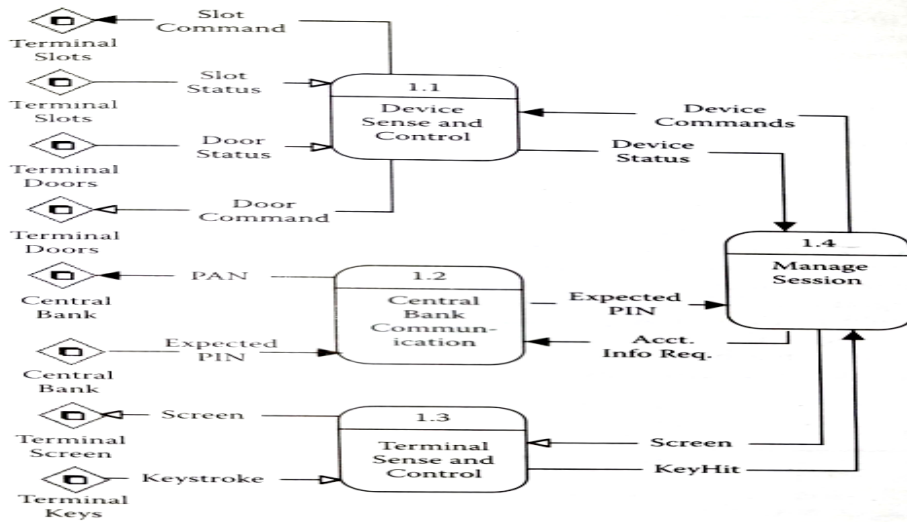 Slot
Command
Terminal
Slots
Slot
Status
Terminal
Slots
1.1
Device
Sense and
Control
Device
Commands
Door
Status
Device
Status
Terminal
Doors
Door
Command
Terminal
Doors
1.4
Manage
Session
PAN
Central
Bank
1.2
Central
Bank
Commun-
ication
Expected
PIN
Expected
PIN
Central
Bank
Acct.
Info Req.
Screen
Terminal
Screen
1.3
Terminal
Sense and
Control
Screen
KeyHit
Keystroke
Terminal
Keys